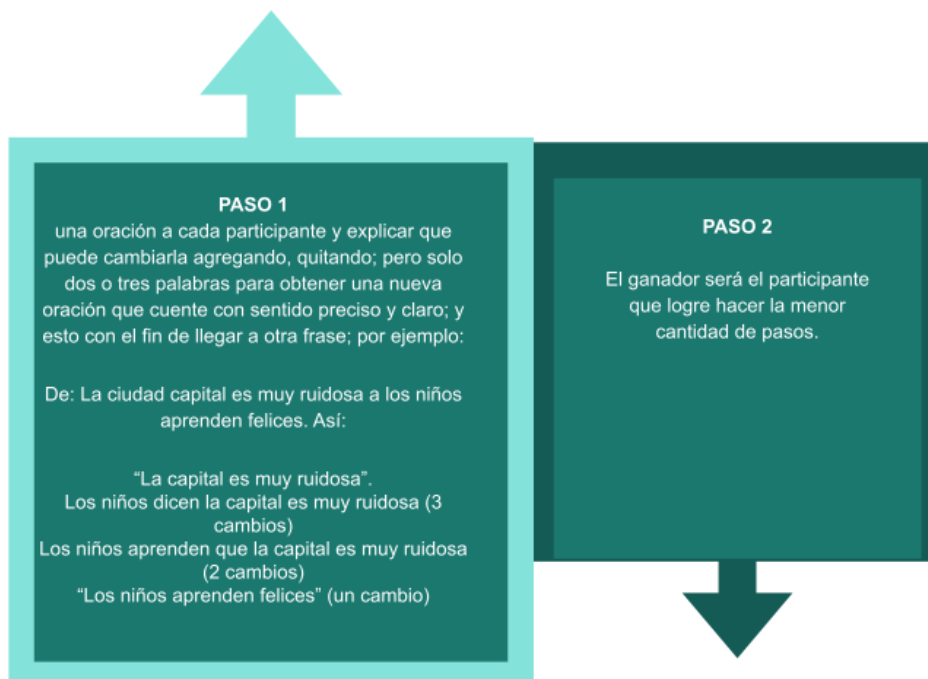 PASO 1
una oración a cada participante y explicar que
puede cambiarla agregando, quitando; pero solo
dos o tres palabras para obtener una nueva
oración que cuente con sentido preciso y claro; y
esto con el fin de llegar a otra frase; por ejemplo:
De: La ciudad capital es muy ruidosa a los niños
aprenden felices. Así:
“La capital es muy ruidosa”.
Los niños dicen la capital es muy ruidosa (3
cambios)
Los niños aprenden que la capital es muy ruidosa
(2 cambios)
“Los niños aprenden felices” (un cambio)
PASO 2
El ganador será el participante
que logre hacer la menor
cantidad de pasos.